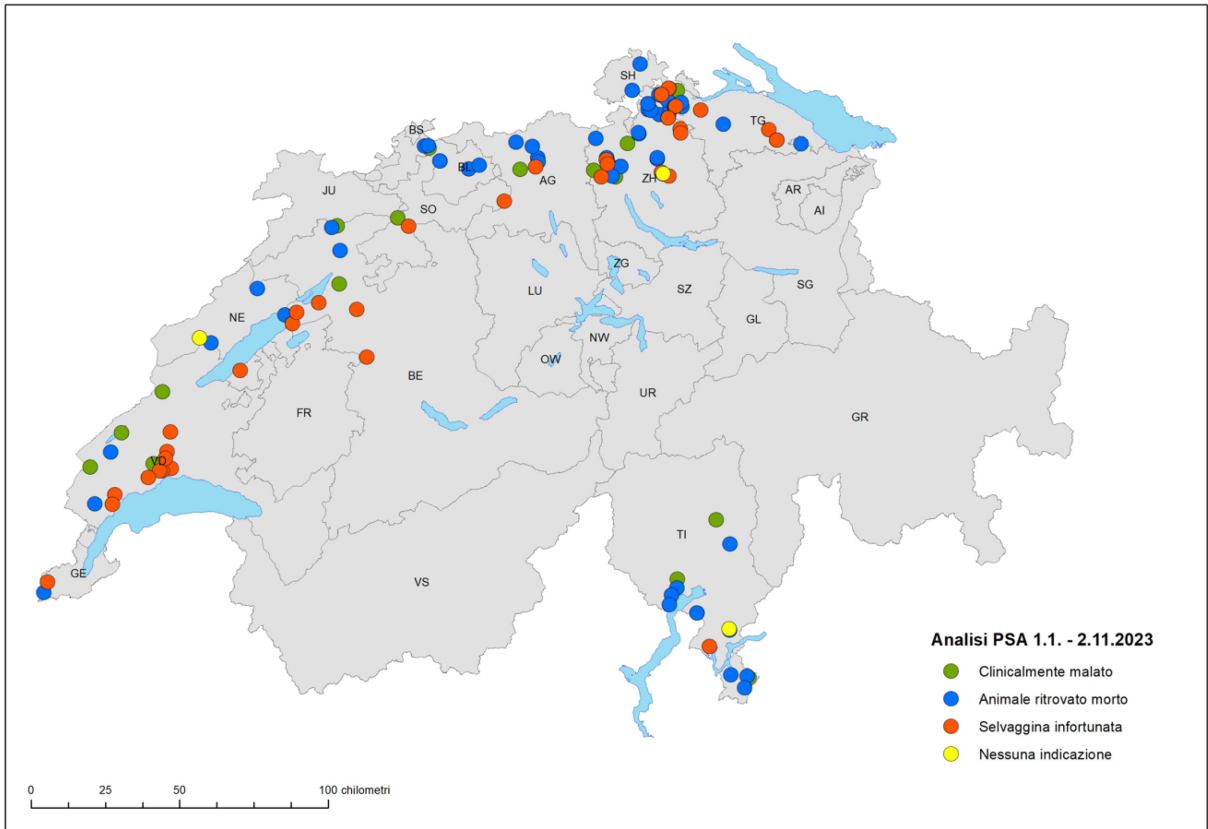 SH
BS
TG
BL
AG
ZH
JU
AR
SO
AI
ZG
LU
SZ
SG
NE
GL
NW
OW
BE
UR
FR
GR
VD
TI
GE
VS
Analisi PSA 1.1. - 2.11.2023
Clinicalmente malato
Animale ritrovato morto
Selvaggina infortunata
Nessuna indicazione
0 25 50 100 chilometri